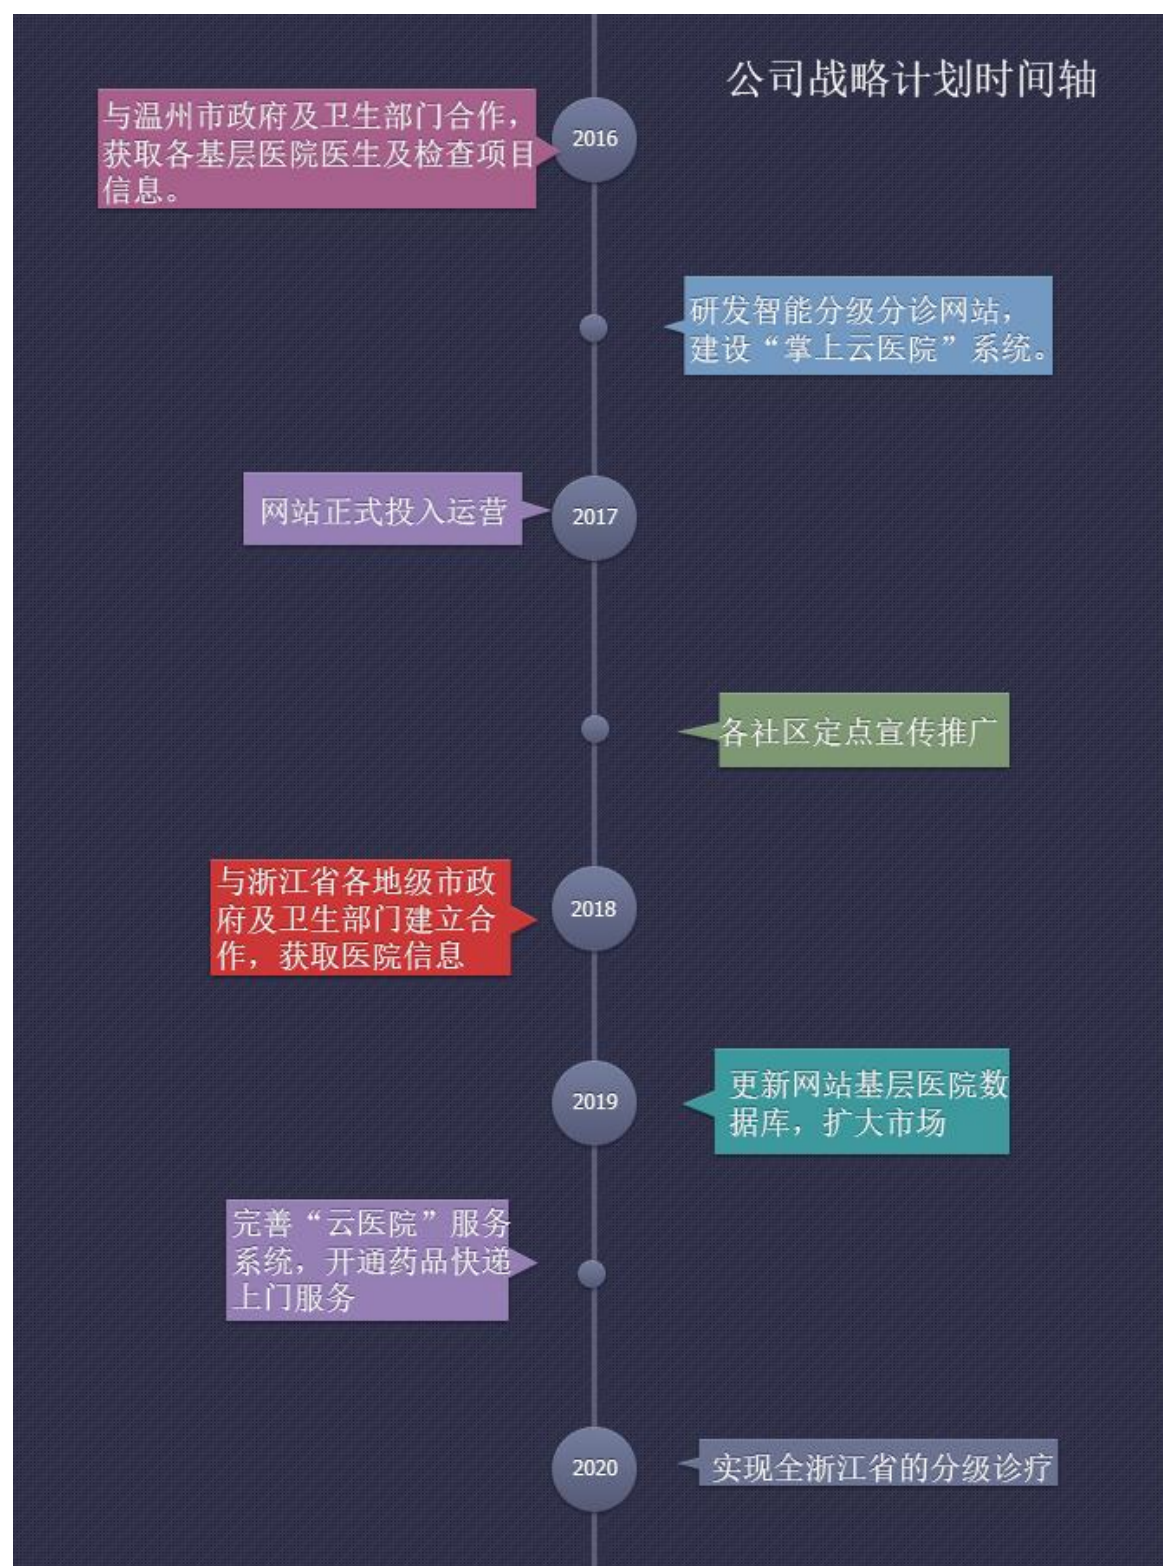 公司战略计划时间轴
与温州市政府及卫生部门合作，
获取各基层医院医生及检查项目
信息。
2016
研发智能分级分诊网站，
建设“掌上云医院”系统。
网站正式投入运营
2017
各社区定点宣传推广
与浙江省各地级市政
府及卫生部门建立合
作，获取医院信息
2018
2019
更新网站基层医院数
据库，扩大市场
完善“云医院”服务
系统，开通药品快递
上门服务
2020
实现全浙江省的分级诊疗